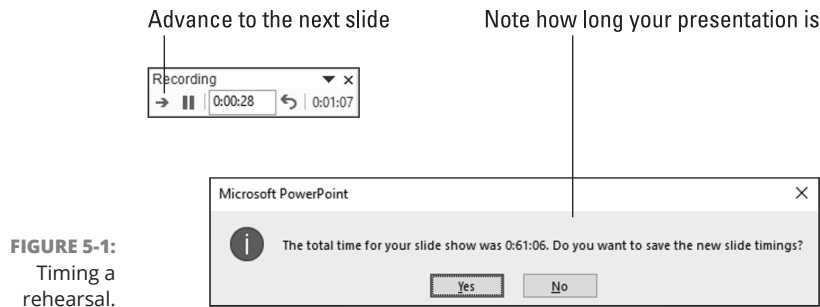 Advance to the next slide
Note how long your presentation is
Recording
0:00:28
0:01:07
Microsoft PowerPoint
The total time for your slide show was 0:61:06. Do you want to save the new slide timings?
Yes
No
FIGURE 5-1:
Timing a
rehearsal.